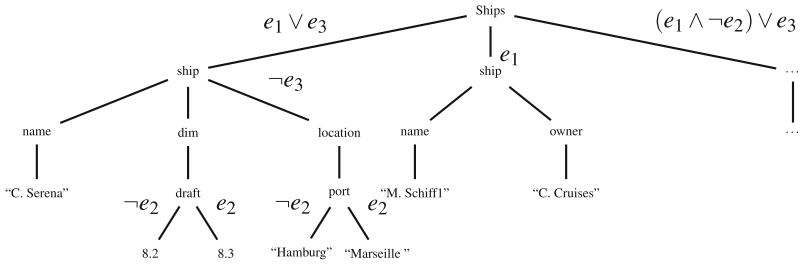 Ships
e₁ ∨ e₃
(e₁ ∧ ¬e₂) ∨ e₃
e₁
ship ship ...
¬e₃
name dim location name owner ...
“C. Serena” draft port “M. Schiff1” “C. Cruises”
¬e₂ e₂ ¬e₂ e₂
8.2 8.3 “Hamburg” “Marseille ”